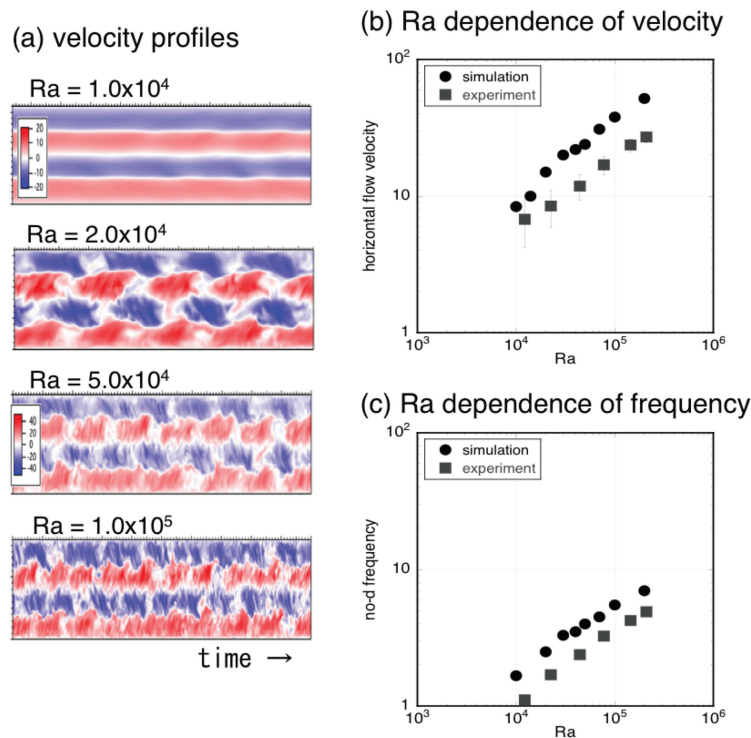 (a) velocity profiles
Ra = 1.0x10⁴
20
10
0
-10
-20
Ra = 2.0x10⁴
Ra = 5.0x10⁴
40
20
0
-20
-40
Ra = 1.0x10⁵
time →
(b) Ra dependence of velocity
10²
simulation
experiment
10
1
horizontal flow velocity
10³
10⁴
10⁵
10⁶
Ra
(c) Ra dependence of frequency
10²
simulation
experiment
10
1
no-d frequency
10³
10⁴
10⁵
10⁶
Ra